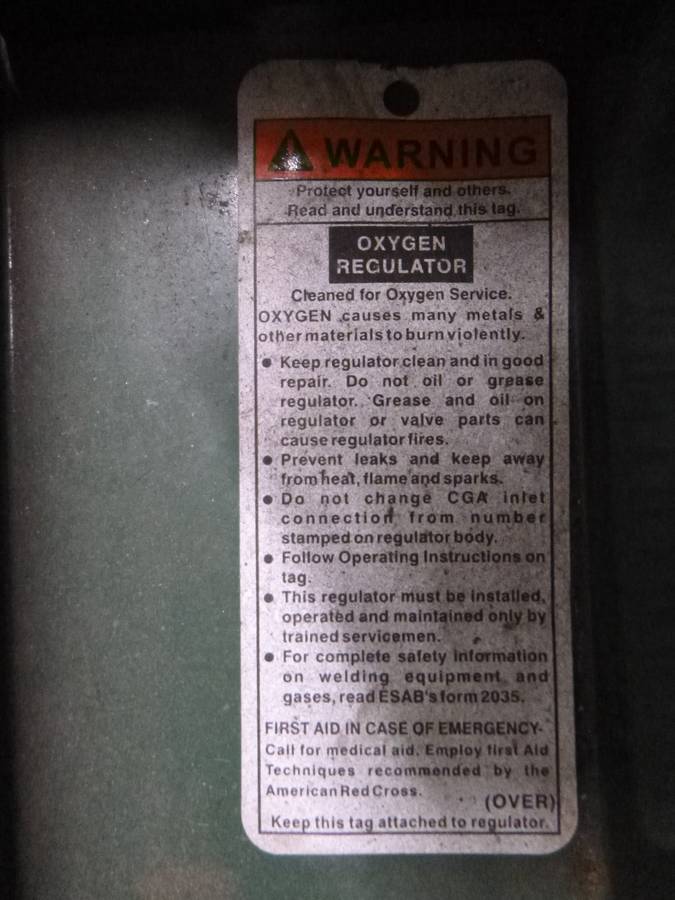 WARNING
Protect yourself and others.
Read and understand this tag.
OXYGEN
REGULATOR
Cleaned for Oxygen Service.
OXYGEN causes many metals &
other materials to burn violently.
● Keep regulator clean and in good
repair. Do not oil or grease
regulator. Grease and oil on
regulator or valve parts can
cause regulator fires.
● Prevent leaks and keep away
from heat, flame and sparks.
● Do not change CGA inlet
connection from number
stamped on regulator body.
● Follow Operating Instructions on
tag.
● This regulator must be installed,
operated and maintained only by
trained servicemen.
● For complete safety information
on welding equipment and
gases, read ESAB's form 2035.
FIRST AID IN CASE OF EMERGENCY-
Call for medical aid. Employ first Aid
Techniques recommended by the
American Red Cross.
(OVER)
Keep this tag attached to regulator.